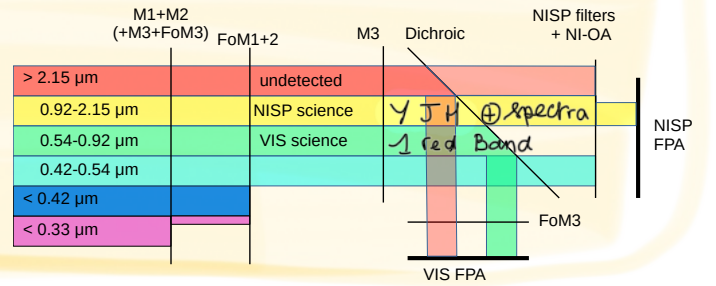 M1+M2
(+M3+FoM3)
FoM1+2
M3
Dichroic
NISP filters
+ NI-OA
> 2.15 µm
undetected
0.92-2.15 µm
NISP science
Y J H ⊕ spectra
0.54-0.92 µm
VIS science
1 red Band
NISP
FPA
0.42-0.54 µm
< 0.42 µm
< 0.33 µm
FoM3
VIS FPA